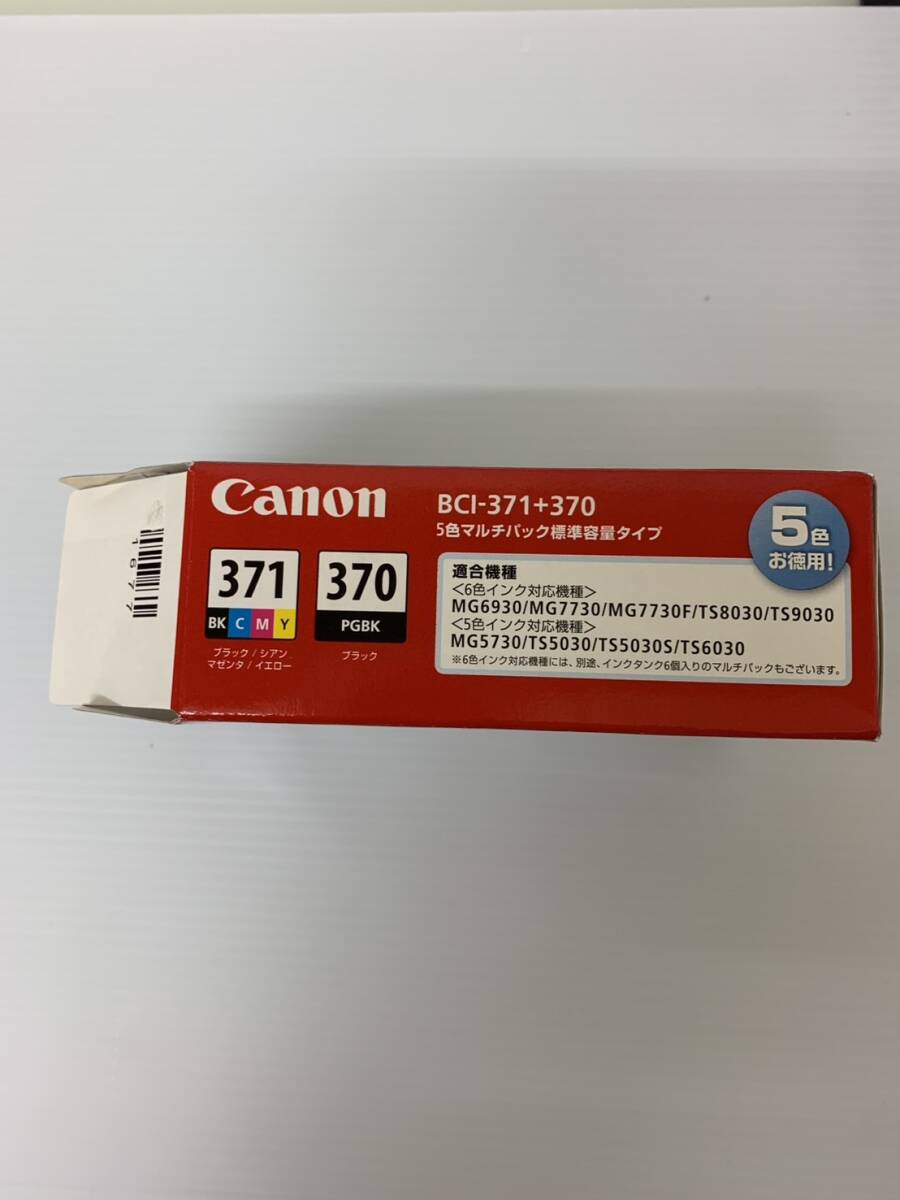 Canon
BCI-371+370
5色マルチパック標準容量タイプ
5色
お徳用!
371
BK C M Y
ブラック / シアン
マゼンタ / イエロー
370
PGBK
ブラック
適合機種
<6色インク対応機種>
MG6930/MG7730/MG7730F/TS8030/TS9030
<5色インク対応機種>
MG5730/TS5030/TS5030S/TS6030
※6色インク対応機種には、別途、インクタンク6個入りのマルチパックもございます。
1677